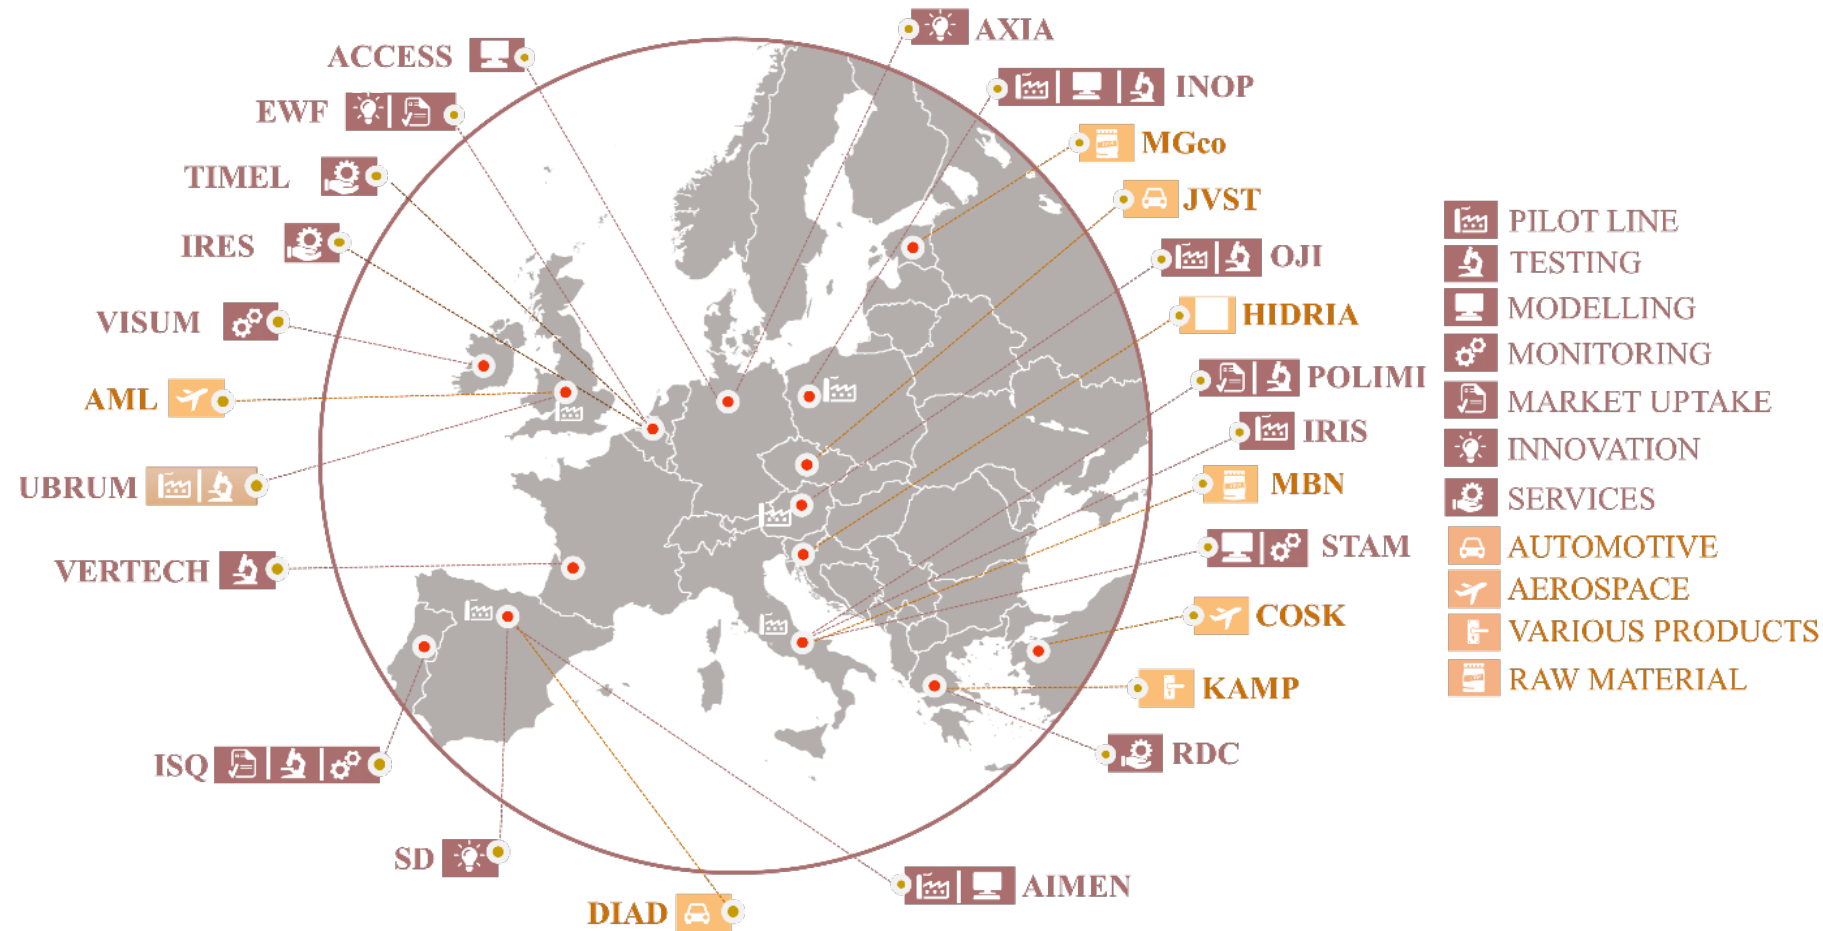 AXIA
ACCESS
INOP
EWF
MGco
TIMEL
JVST
IRES
OJI
VISUM
HIDRIA
POLIMI
AML
IRIS
UBRUM
MBN
VERTECH
STAM
COSK
KAMP
ISQ
RDC
SD
AIMEN
DIAD
PILOT LINE
TESTING
MODELLING
MONITORING
MARKET UPTAKE
INNOVATION
SERVICES
AUTOMOTIVE
AEROSPACE
VARIOUS PRODUCTS
RAW MATERIAL